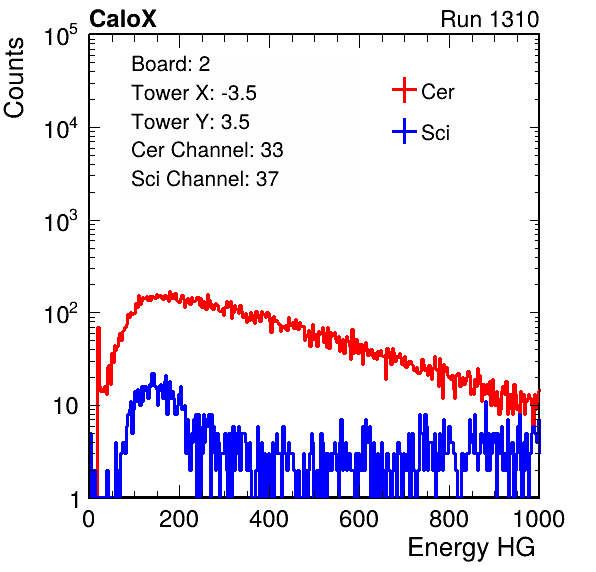 CaloX Run 1310
Counts
Board: 2
Tower X: -3.5
Tower Y: 3.5
Cer Channel: 33
Sci Channel: 37
Cer
Sci
10^5
10^4
10^3
10^2
10
1
0 200 400 600 800 1000
Energy HG